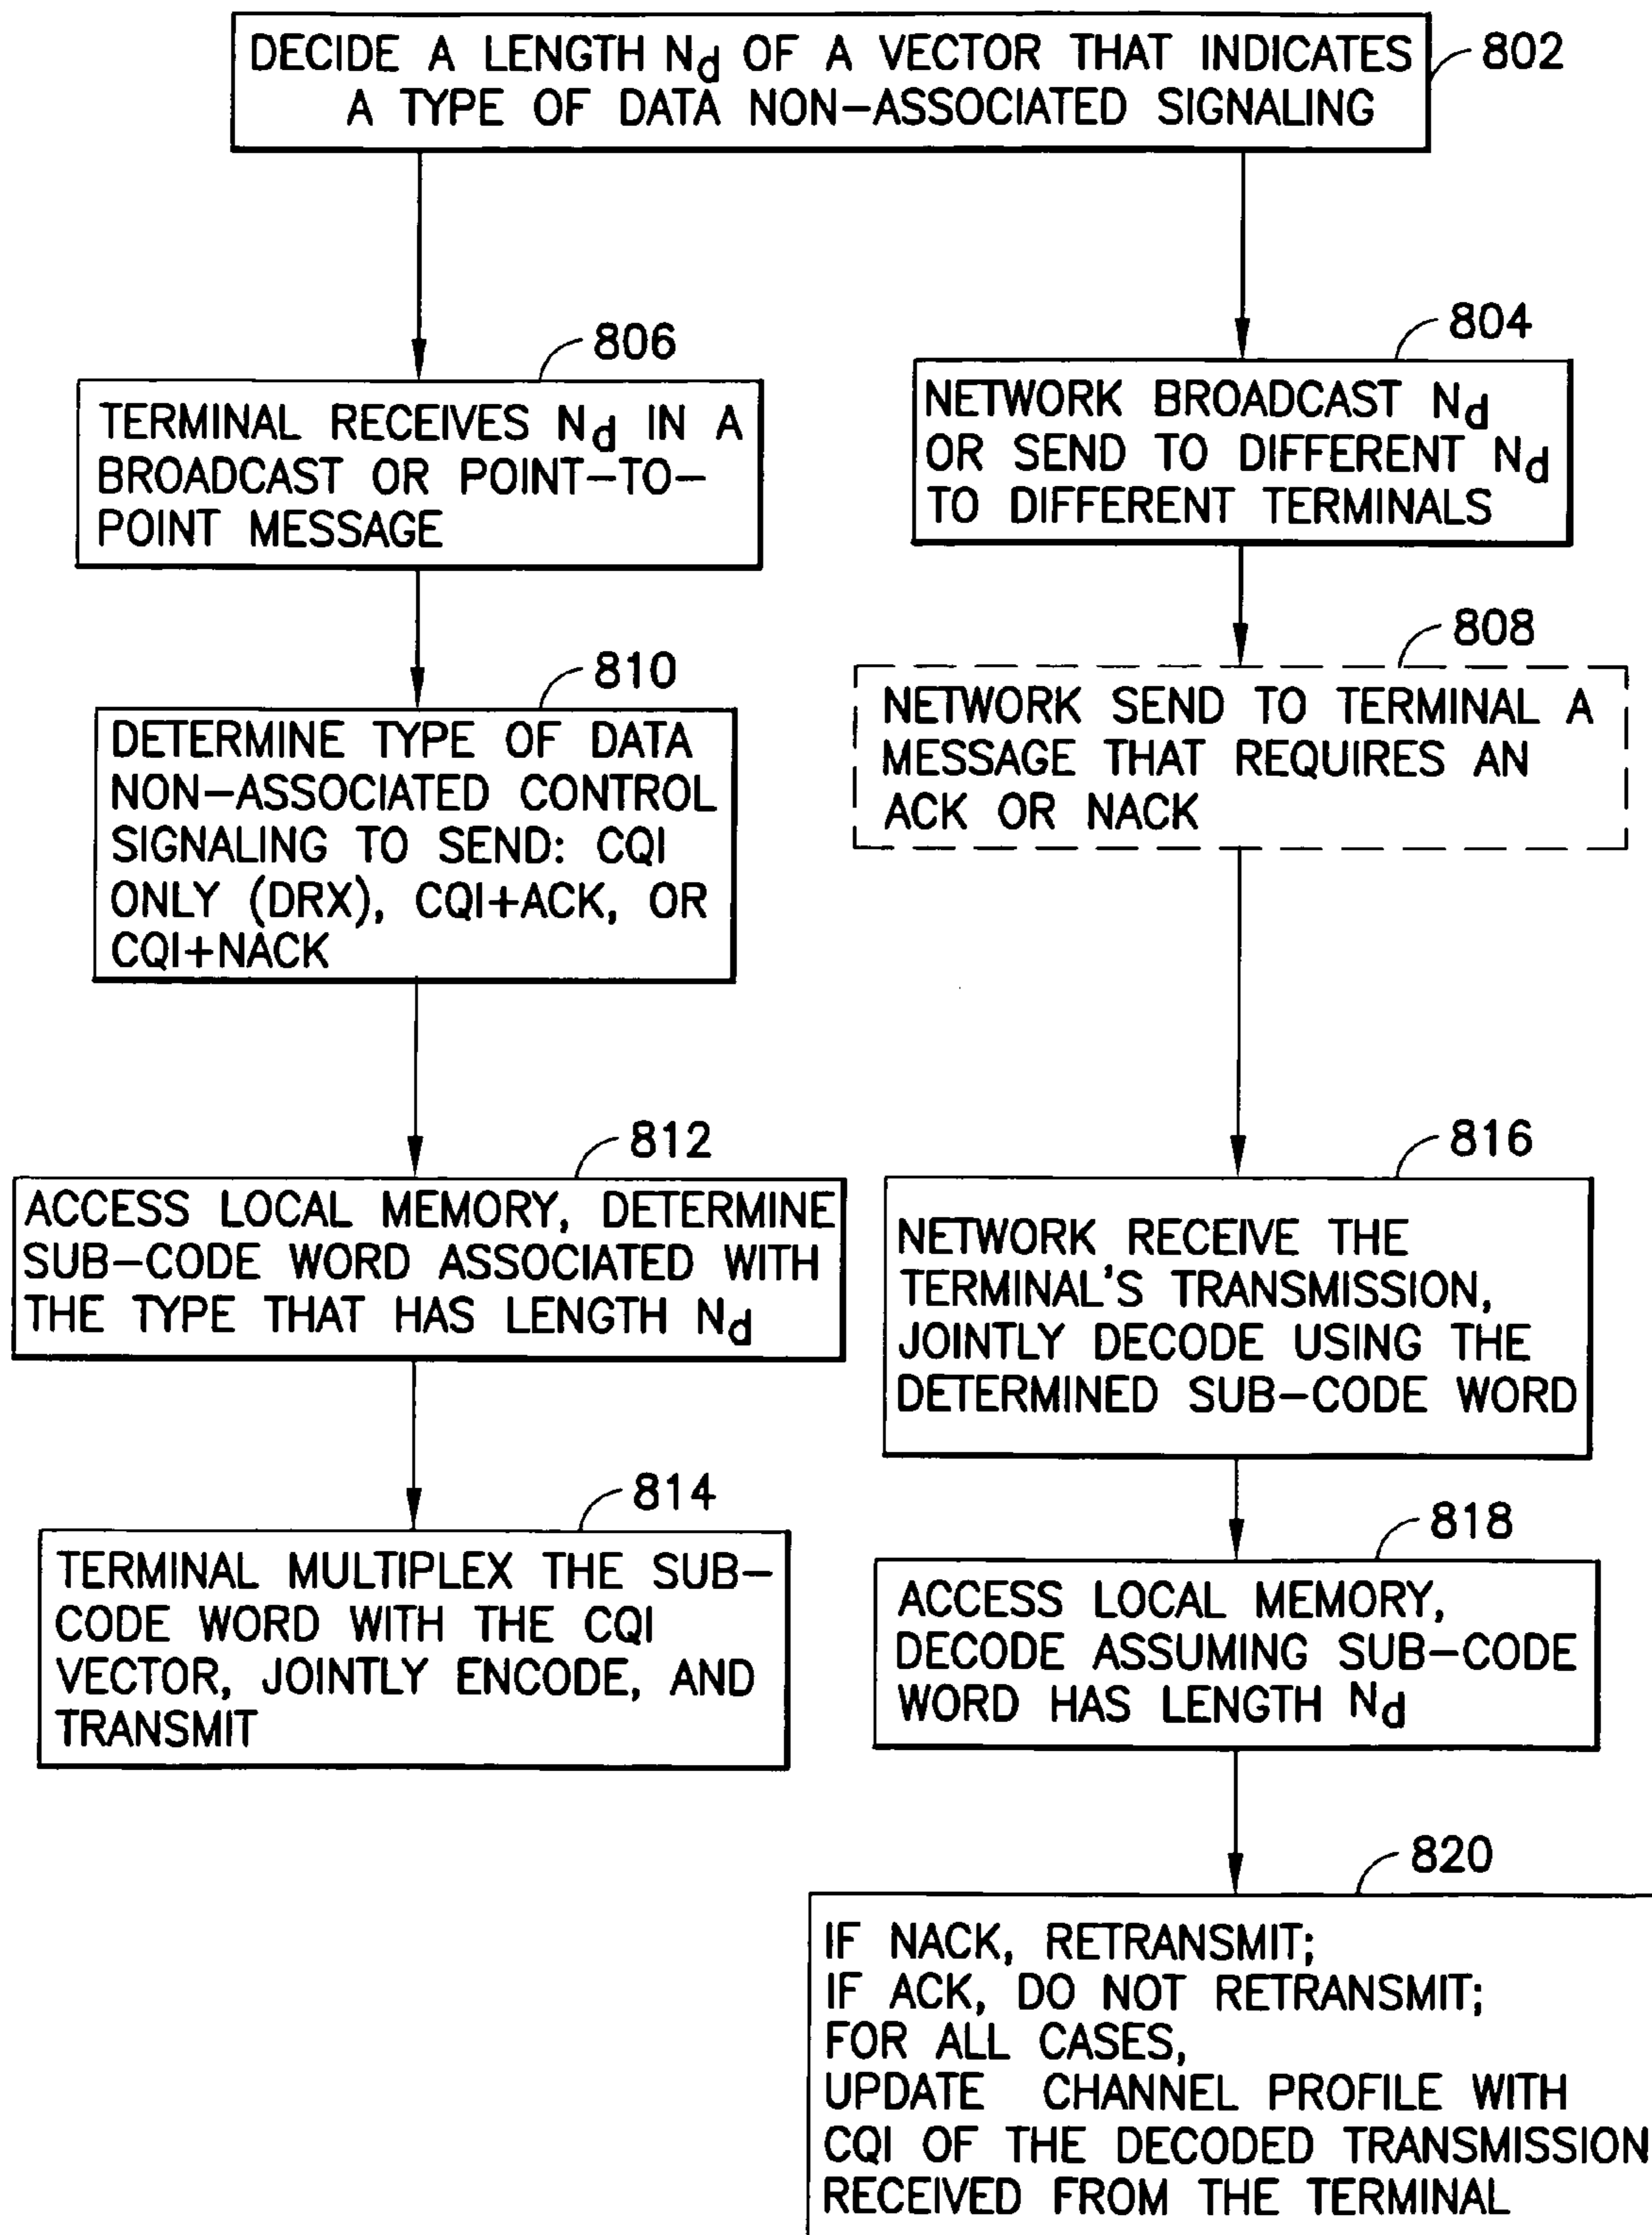 DECIDE A LENGTH Nd OF A VECTOR THAT INDICATES
A TYPE OF DATA NON-ASSOCIATED SIGNALING
802
806
TERMINAL RECEIVES Nd IN A
BROADCAST OR POINT-TO-
POINT MESSAGE
804
NETWORK BROADCAST Nd
OR SEND TO DIFFERENT Nd
TO DIFFERENT TERMINALS
808
NETWORK SEND TO TERMINAL A
MESSAGE THAT REQUIRES AN
ACK OR NACK
810
DETERMINE TYPE OF DATA
NON-ASSOCIATED CONTROL
SIGNALING TO SEND: CQI
ONLY (DRX), CQI+ACK, OR
CQI+NACK
812
ACCESS LOCAL MEMORY, DETERMINE
SUB-CODE WORD ASSOCIATED WITH
THE TYPE THAT HAS LENGTH Nd
816
NETWORK RECEIVE THE
TERMINAL'S TRANSMISSION,
JOINTLY DECODE USING THE
DETERMINED SUB-CODE WORD
814
TERMINAL MULTIPLEX THE SUB-
CODE WORD WITH THE CQI
VECTOR, JOINTLY ENCODE, AND
TRANSMIT
818
ACCESS LOCAL MEMORY,
DECODE ASSUMING SUB-CODE
WORD HAS LENGTH Nd
820
IF NACK, RETRANSMIT;
IF ACK, DO NOT RETRANSMIT;
FOR ALL CASES,
UPDATE CHANNEL PROFILE WITH
CQI OF THE DECODED TRANSMISSION
RECEIVED FROM THE TERMINAL